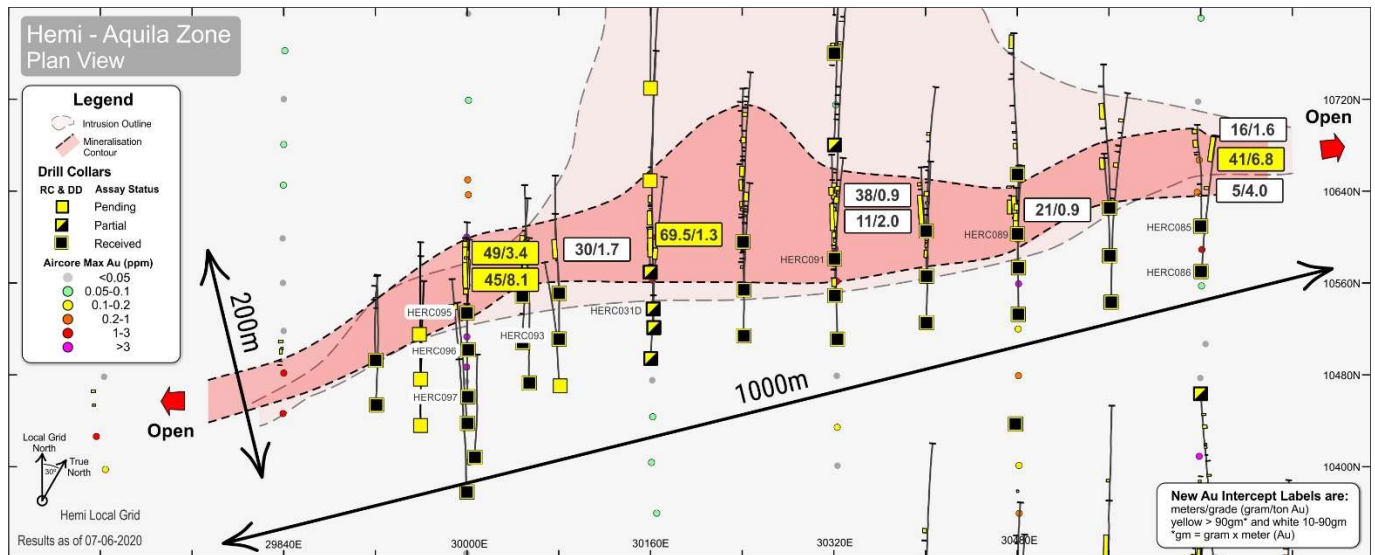 Hemi - Aquila Zone
Plan View
Legend
Intrusion Outline
Mineralisation
Contour
Drill Collars
RC & DD Assay Status
Pending
Partial
Received
Aircore Max Au (ppm)
<0.05
0.05-0.1
0.1-0.2
0.2-1
1-3
>3
Open
10720N
10640N
10560N
10480N
10400N
16/1.6
41/6.8
5/4.0
38/0.9
11/2.0
21/0.9
69.5/1.3
30/1.7
49/3.4
45/8.1
HERC085
HERC086
HERC089
HERC091
HERC031D
HERC095
HERC093
HERC096
HERC097
200m
1000m
Open
Local Grid
North
True
North
30°
Hemi Local Grid
Results as of 07-06-2020
29840E
30000E
30160E
30320E
30480E
New Au Intercept Labels are:
meters/grade (gram/ton Au)
yellow > 90gm* and white 10-90gm
*gm = gram x meter (Au)